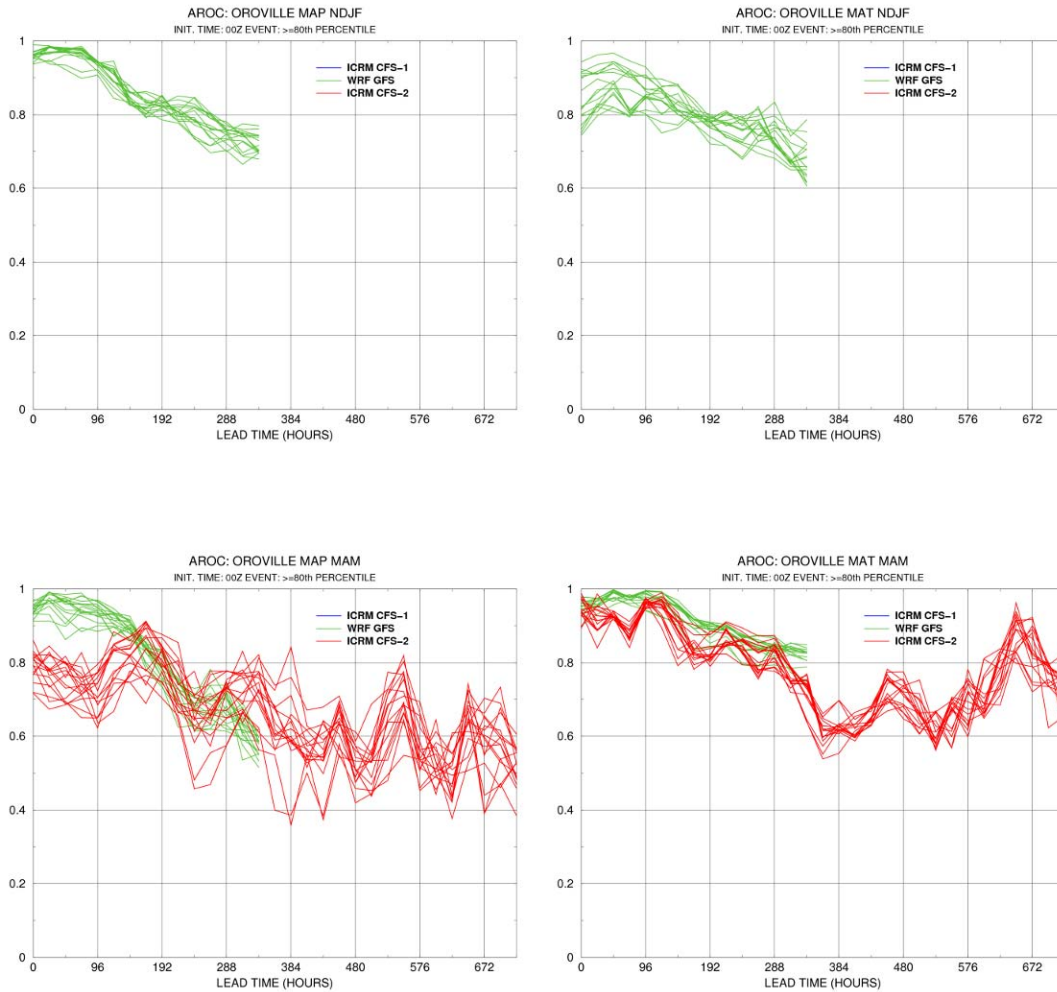 AROC: OROVILLE MAP NDJF
INIT. TIME: 00Z EVENT: >=80th PERCENTILE
1
0.8
0.6
0.4
0.2
0
ICRM CFS-1
WRF GFS
ICRM CFS-2
0 96 192 288 384 480 576 672
LEAD TIME (HOURS)
AROC: OROVILLE MAT NDJF
INIT. TIME: 00Z EVENT: >=80th PERCENTILE
1
0.8
0.6
0.4
0.2
0
ICRM CFS-1
WRF GFS
ICRM CFS-2
0 96 192 288 384 480 576 672
LEAD TIME (HOURS)
AROC: OROVILLE MAP MAM
INIT. TIME: 00Z EVENT: >=80th PERCENTILE
1
0.8
0.6
0.4
0.2
0
ICRM CFS-1
WRF GFS
ICRM CFS-2
0 96 192 288 384 480 576 672
LEAD TIME (HOURS)
AROC: OROVILLE MAT MAM
INIT. TIME: 00Z EVENT: >=80th PERCENTILE
1
0.8
0.6
0.4
0.2
0
ICRM CFS-1
WRF GFS
ICRM CFS-2
0 96 192 288 384 480 576 672
LEAD TIME (HOURS)